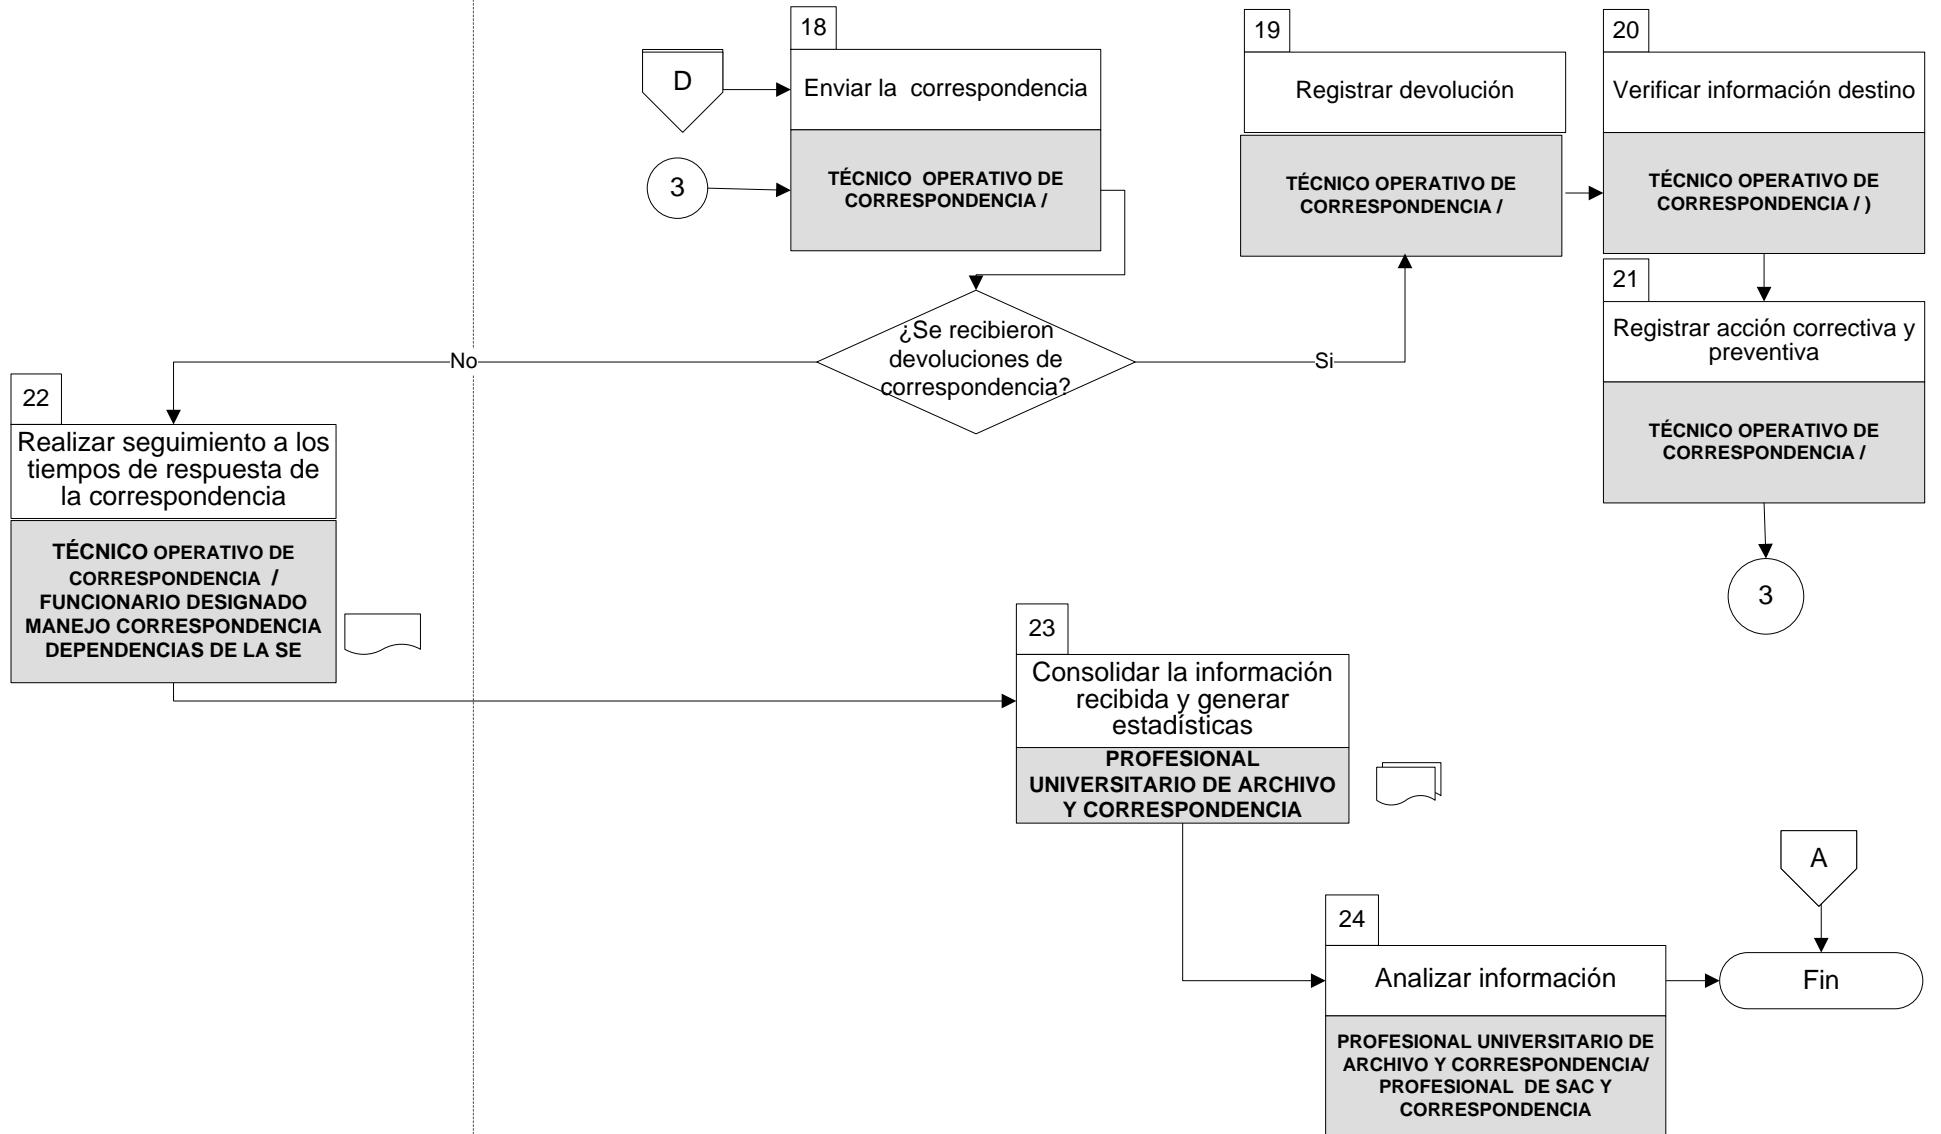 18
D
Enviar la correspondencia
3
TÉCNICO OPERATIVO DE
CORRESPONDENCIA /
19
Registrar devolución
TÉCNICO OPERATIVO DE
CORRESPONDENCIA /
20
Verificar información destino
TÉCNICO OPERATIVO DE
CORRESPONDENCIA / )
21
Registrar acción correctiva y
preventiva
TÉCNICO OPERATIVO DE
CORRESPONDENCIA /
3
¿Se recibieron
devoluciones de
correspondencia?
No
Si
22
Realizar seguimiento a los
tiempos de respuesta de
la correspondencia
TÉCNICO OPERATIVO DE
CORRESPONDENCIA /
FUNCIONARIO DESIGNADO
MANEJO CORRESPONDENCIA
DEPENDENCIAS DE LA SE
23
Consolidar la información
recibida y generar
estadísticas
PROFESIONAL
UNIVERSITARIO DE ARCHIVO
Y CORRESPONDENCIA
24
Analizar información
PROFESIONAL UNIVERSITARIO DE
ARCHIVO Y CORRESPONDENCIA/
PROFESIONAL DE SAC Y
CORRESPONDENCIA
A
Fin